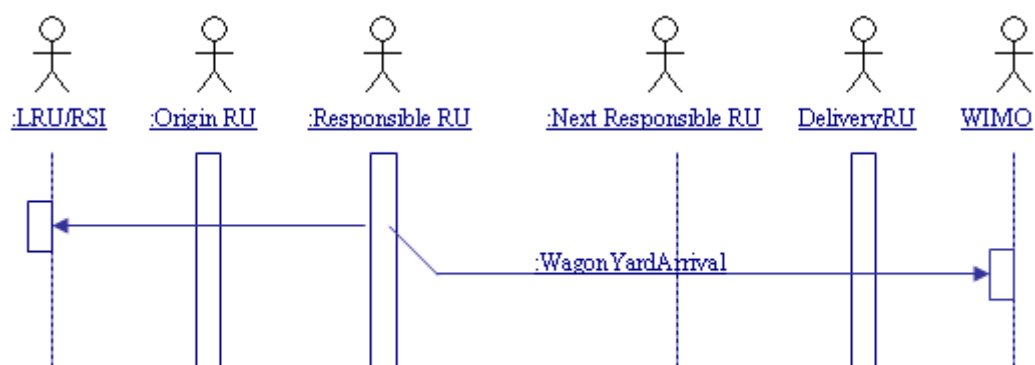 :LRU/RSI :Origin RU :Responsible RU :Next Responsible RU DeliveryRU WIMO
:WagonYardArrival